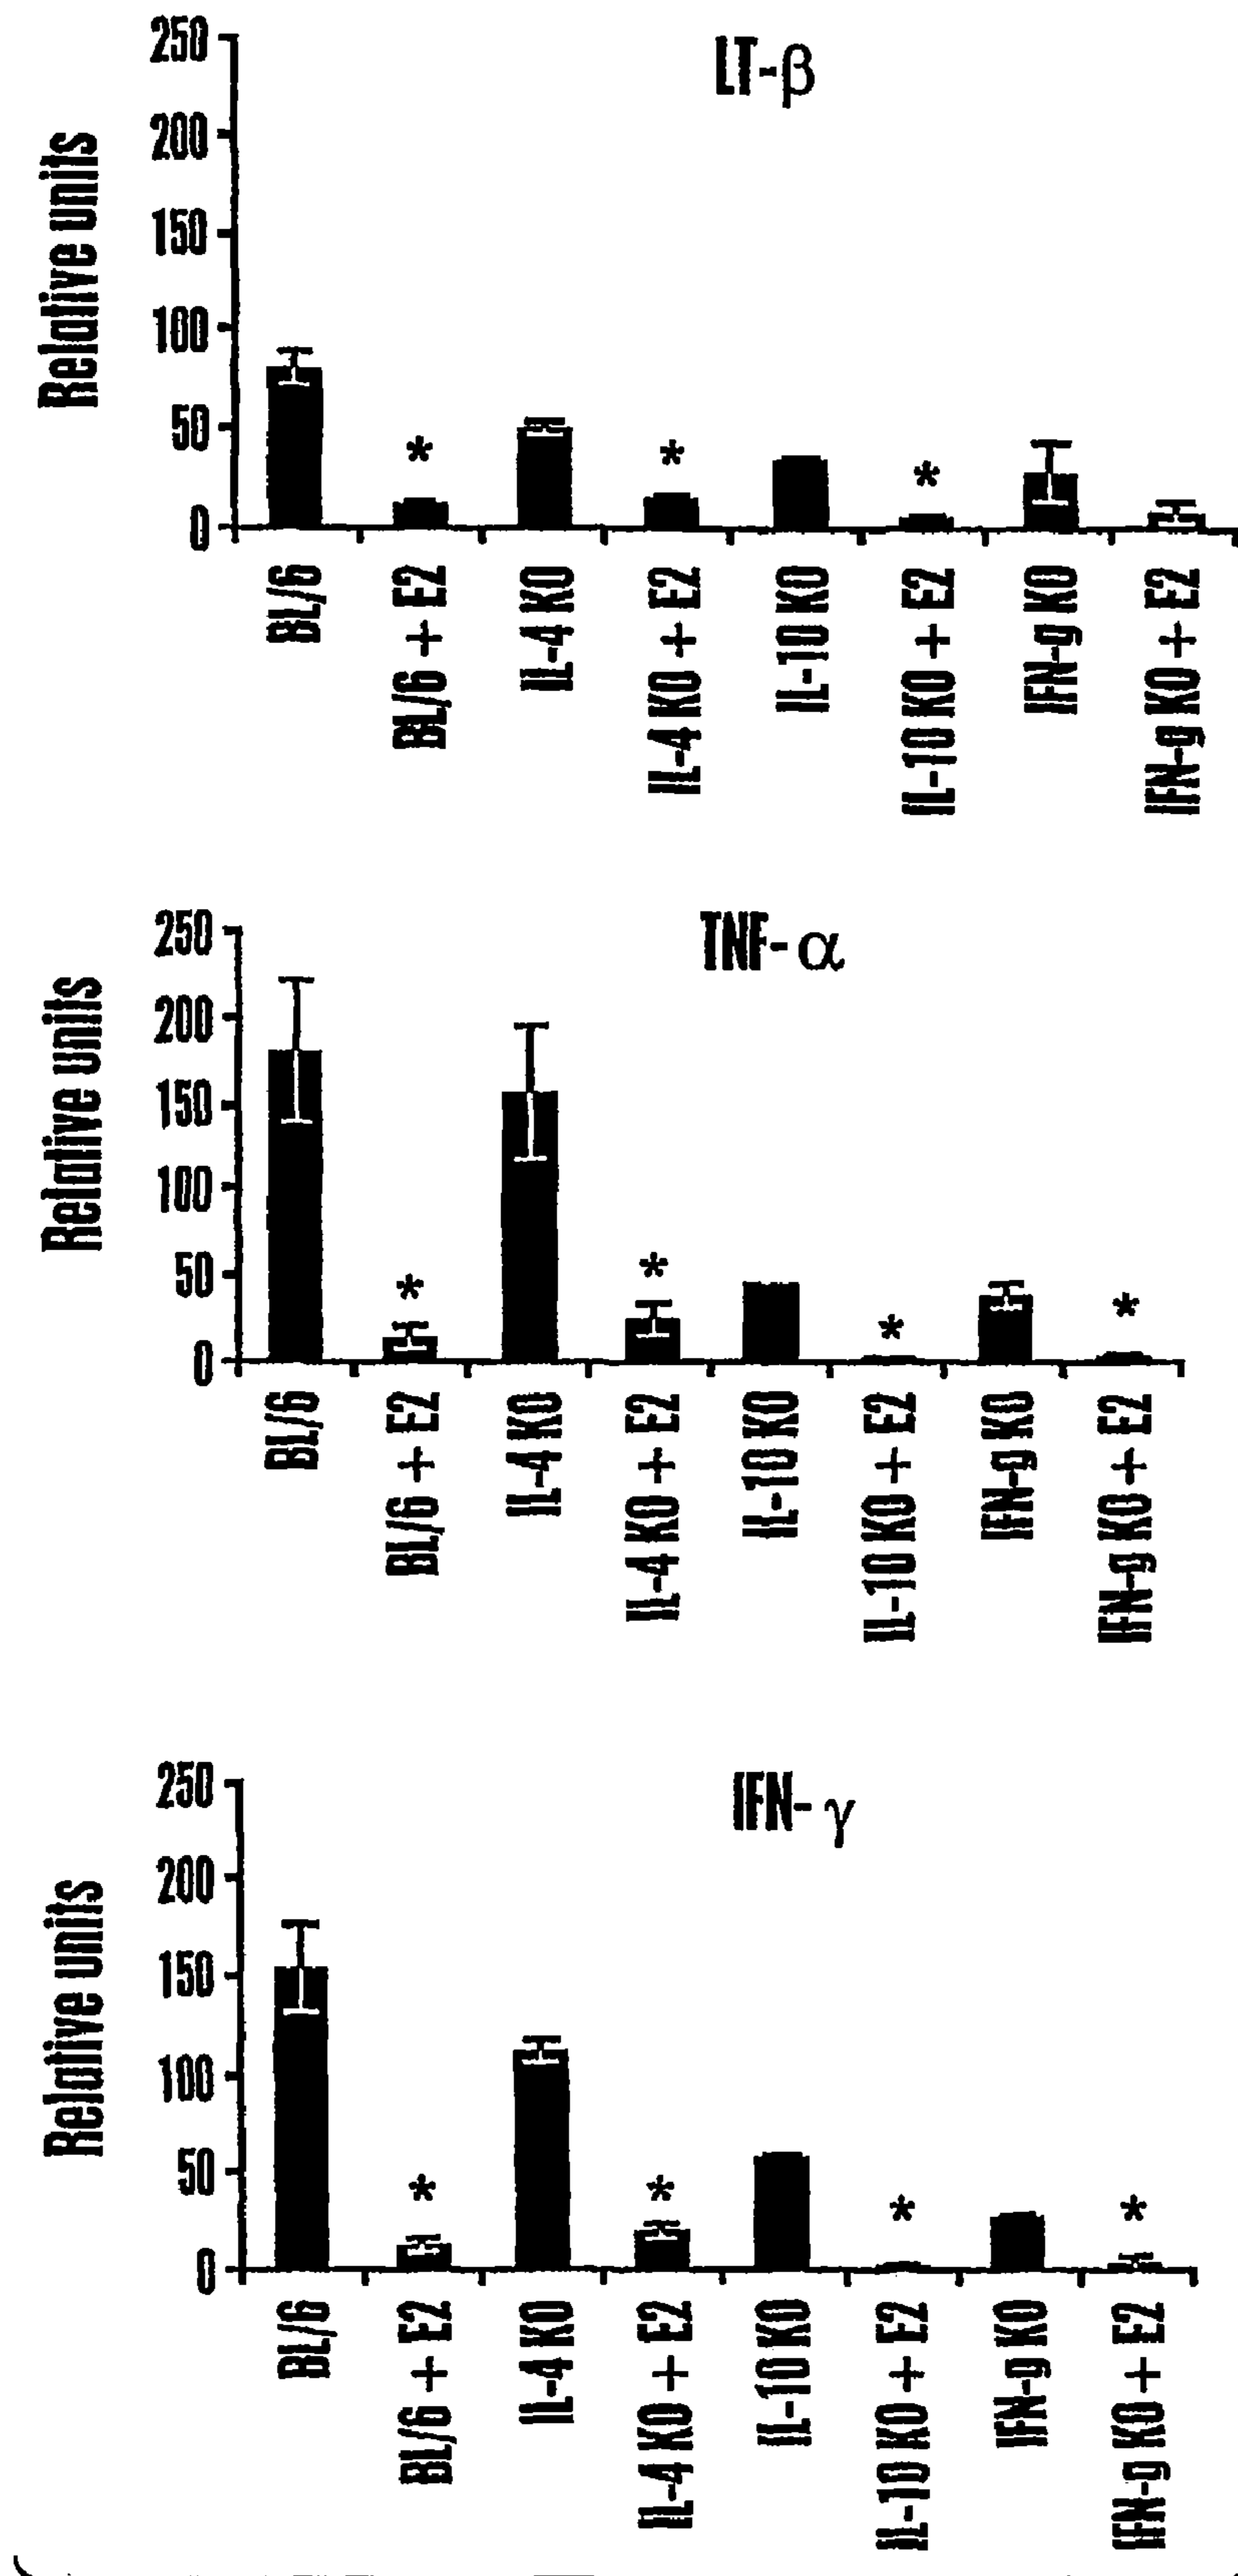 LT-β
Relative units
250
200
150
100
50
0
BL/6
BL/6 + E2
IL-4 KO
IL-4 KO + E2
IL-10 KO
IL-10 KO + E2
IFN-g KO
IFN-g KO + E2
TNF-α
Relative units
250
200
150
100
50
0
BL/6
BL/6 + E2
IL-4 KO
IL-4 KO + E2
IL-10 KO
IL-10 KO + E2
IFN-g KO
IFN-g KO + E2
IFN-γ
Relative units
250
200
150
100
50
0
BL/6
BL/6 + E2
IL-4 KO
IL-4 KO + E2
IL-10 KO
IL-10 KO + E2
IFN-g KO
IFN-g KO + E2